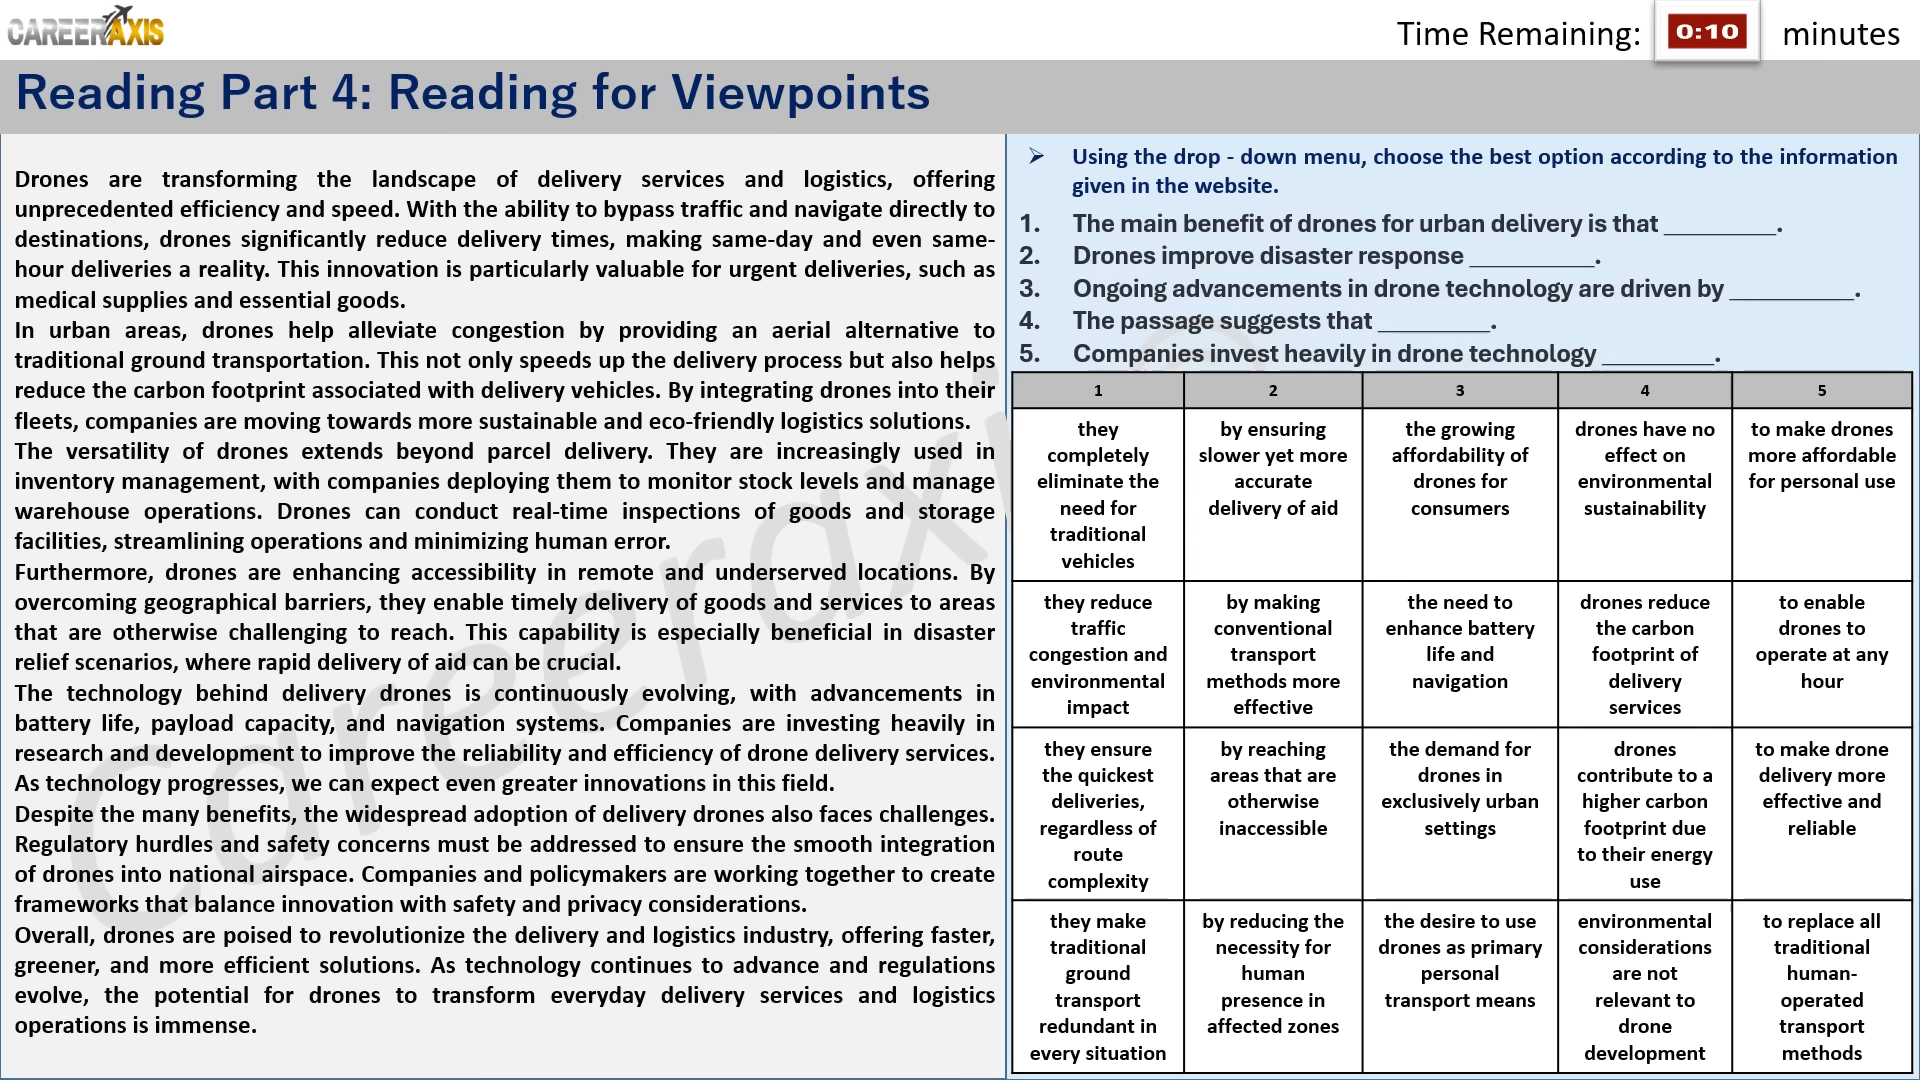 CAREERAXIS
Time Remaining: 0:10 minutes
Reading Part 4: Reading for Viewpoints
Drones are transforming the landscape of delivery services and logistics, offering
unprecedented efficiency and speed. With the ability to bypass traffic and navigate directly to
destinations, drones significantly reduce delivery times, making same-day and even same-
hour deliveries a reality. This innovation is particularly valuable for urgent deliveries, such as
medical supplies and essential goods.
In urban areas, drones help alleviate congestion by providing an aerial alternative to
traditional ground transportation. This not only speeds up the delivery process but also helps
reduce the carbon footprint associated with delivery vehicles. By integrating drones into their
fleets, companies are moving towards more sustainable and eco-friendly logistics solutions.
The versatility of drones extends beyond parcel delivery. They are increasingly used in
inventory management, with companies deploying them to monitor stock levels and manage
warehouse operations. Drones can conduct real-time inspections of goods and storage
facilities, streamlining operations and minimizing human error.
Furthermore, drones are enhancing accessibility in remote and underserved locations. By
overcoming geographical barriers, they enable timely delivery of goods and services to areas
that are otherwise challenging to reach. This capability is especially beneficial in disaster
relief scenarios, where rapid delivery of aid can be crucial.
The technology behind delivery drones is continuously evolving, with advancements in
battery life, payload capacity, and navigation systems. Companies are investing heavily in
research and development to improve the reliability and efficiency of drone delivery services.
As technology progresses, we can expect even greater innovations in this field.
Despite the many benefits, the widespread adoption of delivery drones also faces challenges.
Regulatory hurdles and safety concerns must be addressed to ensure the smooth integration
of drones into national airspace. Companies and policymakers are working together to create
frameworks that balance innovation with safety and privacy considerations.
Overall, drones are poised to revolutionize the delivery and logistics industry, offering faster,
greener, and more efficient solutions. As technology continues to advance and regulations
evolve, the potential for drones to transform everyday delivery services and logistics
operations is immense.
Careeraxis
➢ Using the drop - down menu, choose the best option according to the information
given in the website.
1. The main benefit of drones for urban delivery is that _________.
2. Drones improve disaster response __________.
3. Ongoing advancements in drone technology are driven by __________.
4. The passage suggests that _________.
5. Companies invest heavily in drone technology _________.
1
2
3
4
5
they
completely
eliminate the
need for
traditional
vehicles
by ensuring
slower yet more
accurate
delivery of aid
the growing
affordability of
drones for
consumers
drones have no
effect on
environmental
sustainability
to make drones
more affordable
for personal use
they reduce
traffic
congestion and
environmental
impact
by making
conventional
transport
methods more
effective
the need to
enhance battery
life and
navigation
drones reduce
the carbon
footprint of
delivery
services
to enable
drones to
operate at any
hour
they ensure
the quickest
deliveries,
regardless of
route
complexity
by reaching
areas that are
otherwise
inaccessible
the demand for
drones in
exclusively urban
settings
drones
contribute to a
higher carbon
footprint due
to their energy
use
to make drone
delivery more
effective and
reliable
they make
traditional
ground
transport
redundant in
every situation
by reducing the
necessity for
human
presence in
affected zones
the desire to use
drones as primary
personal
transport means
environmental
considerations
are not
relevant to
drone
development
to replace all
traditional
human-
operated
transport
methods